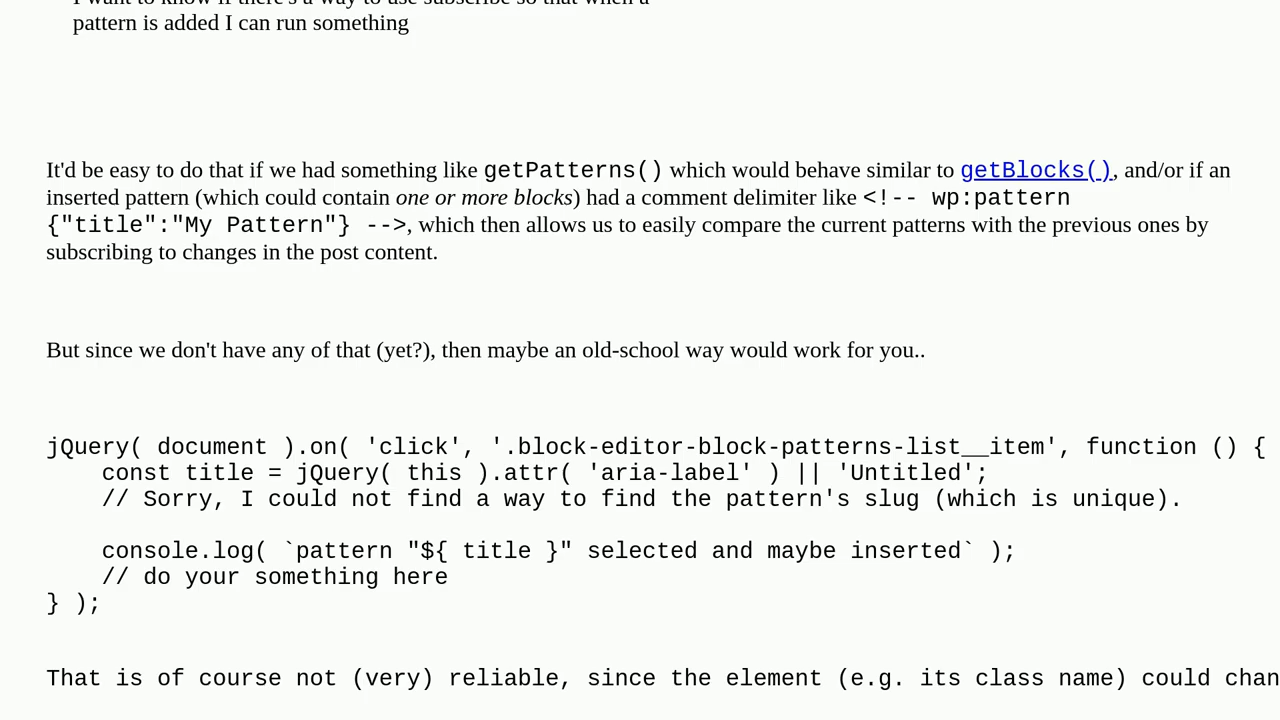 pattern is added I can run something
It'd be easy to do that if we had something like getPatterns() which would behave similar to getBlocks(), and/or if an
inserted pattern (which could contain one or more blocks) had a comment delimiter like <!-- wp:pattern
{"title":"My Pattern"} -->, which then allows us to easily compare the current patterns with the previous ones by
subscribing to changes in the post content.
But since we don't have any of that (yet?), then maybe an old-school way would work for you..
jQuery( document ).on( 'click', '.block-editor-block-patterns-list__item', function () {
    const title = jQuery( this ).attr( 'aria-label' ) || 'Untitled';
    // Sorry, I could not find a way to find the pattern's slug (which is unique).
    console.log( `pattern "${ title }" selected and maybe inserted` );
    // do your something here
} );
That is of course not (very) reliable, since the element (e.g. its class name) could chan